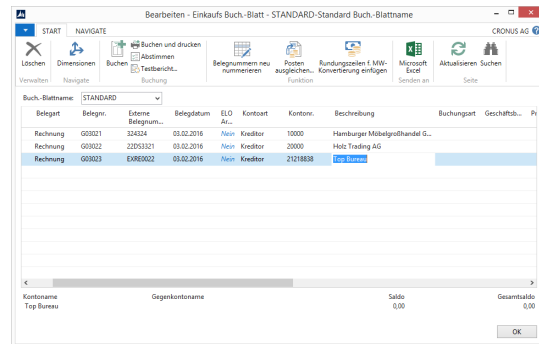 Bearbeiten - Einkaufs Buch.-Blatt - STANDARD-Standard Buch.-Blattname
START NAVIGATE CRONUS AG
Löschen Dimensionen Buchen Buchen und drucken Abstimmen Testbericht... Belegnummern neu nummerieren Posten ausgleichen... Rundungszeilen f. MW-Konvertierung einfügen Microsoft Excel Aktualisieren Suchen
Verwalten Navigate Buchung Funktion Senden an Seite
Buch.-Blattname: STANDARD
Belegart Belegnr. Externe Belegnum... Belegdatum ELO Ar... Kontoart Kontonr. Beschreibung Buchungsart Geschäftsb... Pr
Rechnung G03021 324324 03.02.2016 Nein Kreditor 10000 Hamburger Möbelgroßhandel G...
Rechnung G03022 22DS3321 03.02.2016 Nein Kreditor 20000 Holz Trading AG
Rechnung G03023 EXRE0022 03.02.2016 Nein Kreditor 21218838 Top Bureau
Kontoname Gegenkontoname Saldo Gesamtsaldo
Top Bureau 0,00 0,00
OK